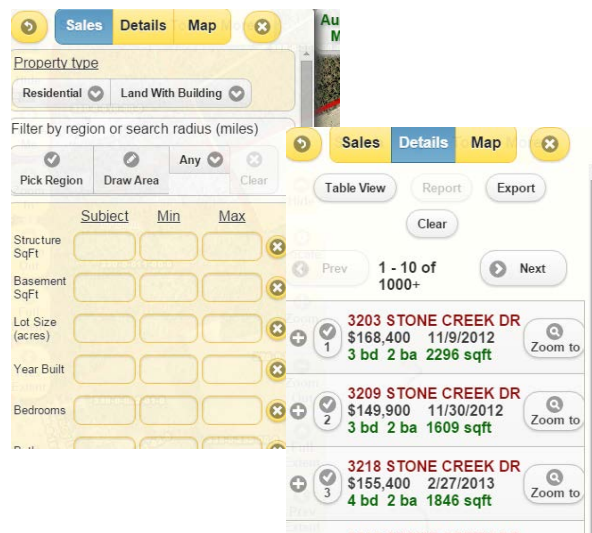 Sales Details Map
Au
M
Property type
Residential Land With Building
Filter by region or search radius (miles)
Pick Region Draw Area Any Clear
Subject Min Max
Structure
SqFt
Basement
SqFt
Lot Size
(acres)
Year Built
Bedrooms
Sales Details Map
Table View Report Export
Clear
Prev 1 - 10 of
1000+ Next
3203 STONE CREEK DR
1 $168,400 11/9/2012 Zoom to
3 bd 2 ba 2296 sqft
3209 STONE CREEK DR
2 $149,900 11/30/2012 Zoom to
3 bd 2 ba 1609 sqft
3218 STONE CREEK DR
3 $155,400 2/27/2013 Zoom to
4 bd 2 ba 1846 sqft